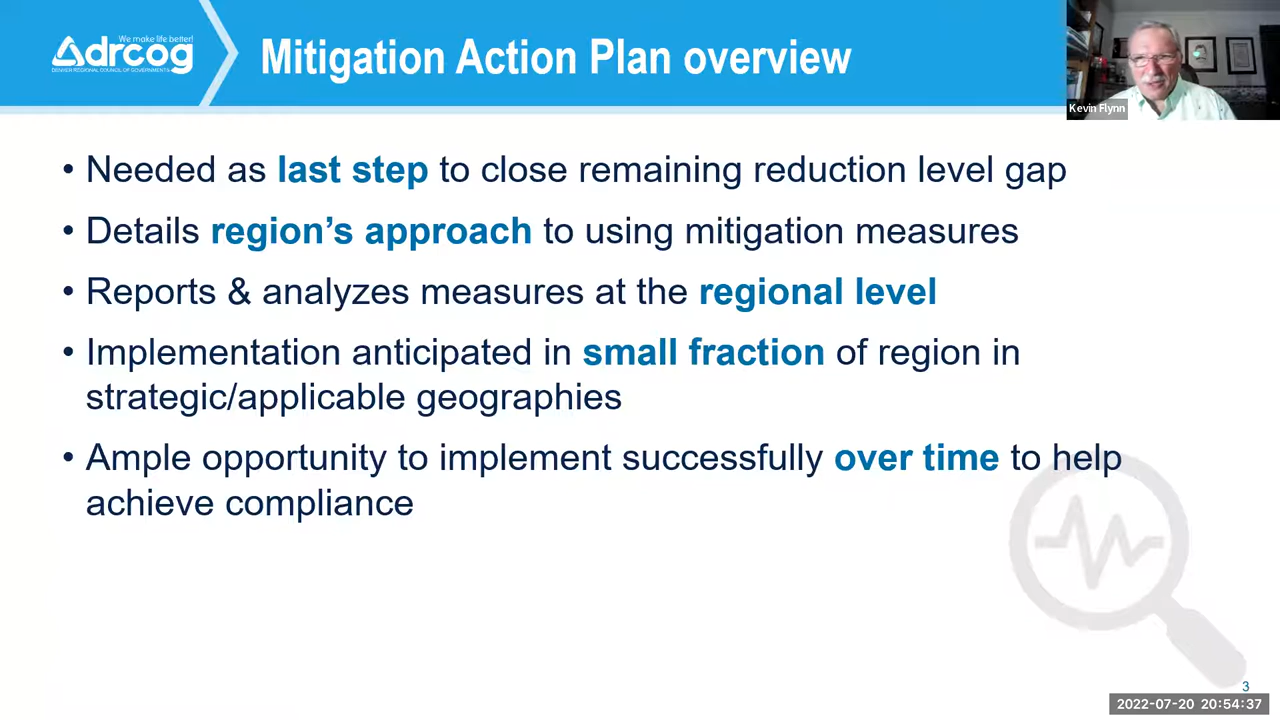 We make life better!
drcog
DENVER REGIONAL COUNCIL OF GOVERNMENTS
Mitigation Action Plan overview
Kevin Flynn
• Needed as last step to close remaining reduction level gap
• Details region’s approach to using mitigation measures
• Reports & analyzes measures at the regional level
• Implementation anticipated in small fraction of region in
strategic/applicable geographies
• Ample opportunity to implement successfully over time to help
achieve compliance
3
2022-07-20 20:54:37